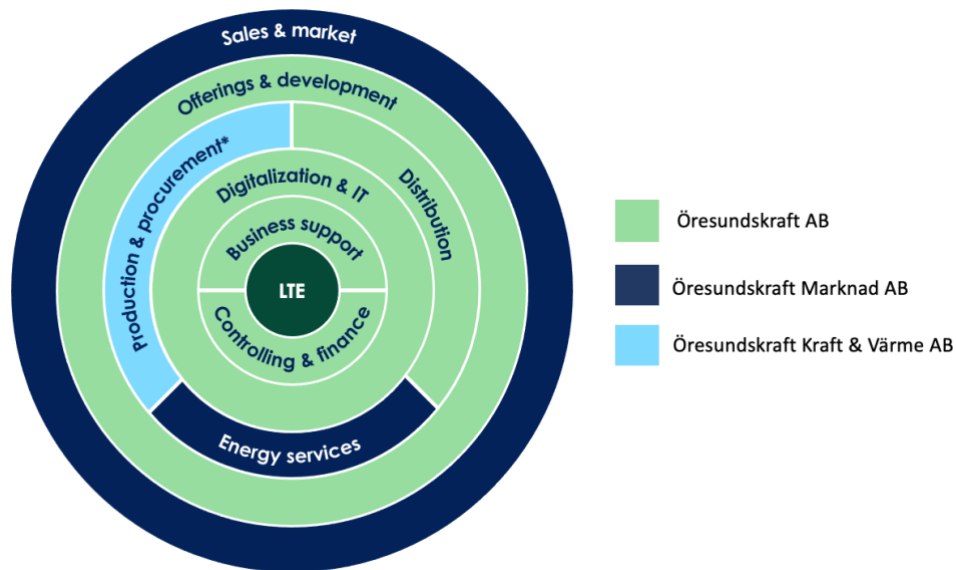 Sales & market
Offerings & development
Production & procurement*
Distribution
Digitalization & IT
Business support
LTE
Controlling & finance
Energy services
Öresundskraft AB
Öresundskraft Marknad AB
Öresundskraft Kraft & Värme AB